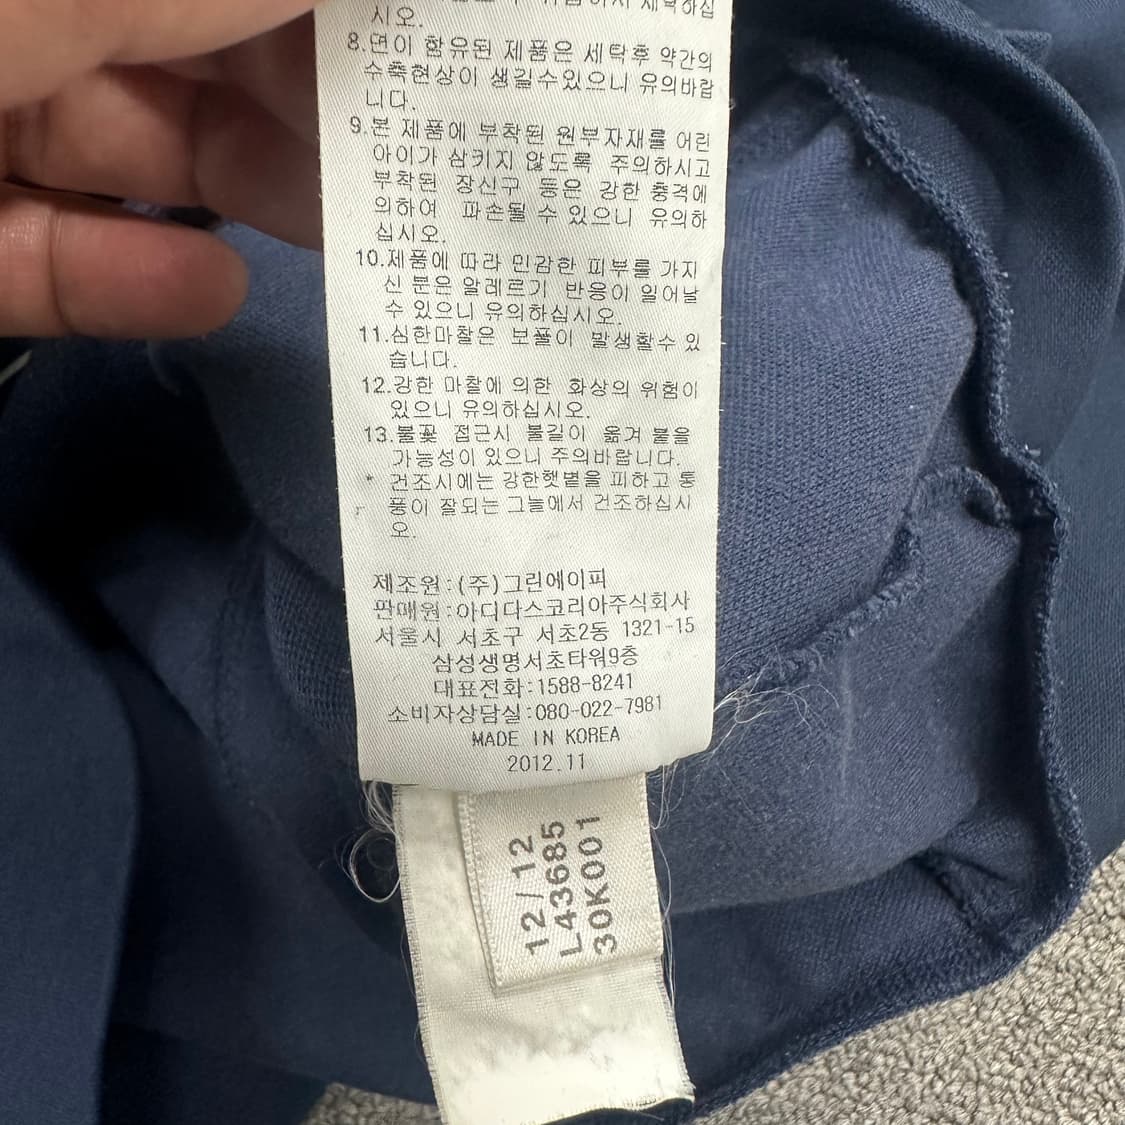 시오.
8.면이 함유된 제품은 세탁후 약간의
수축현상이 생길수있으니 유의바랍
니다.
9.본 제품에 부착된 원부자재를 어린
아이가 삼키지 않도록 주의하시고
부착된 장신구 등은 강한 충격에
의하여 파손될 수 있으니 유의하
십시오.
10.제품에 따라 민감한 피부를 가지
신 분은 알레르기 반응이 일어날
수 있으니 유의하십시오.
11.심한마찰은 보풀이 발생할수 있
습니다.
12.강한 마찰에 의한 화상의 위험이
있으니 유의하십시오.
13.불꽃 접근시 불길이 옮겨 붙을
가능성이 있으니 주의바랍니다.
* 건조시에는 강한햇볕을 피하고 통
풍이 잘되는 그늘에서 건조하십시
오.
제조원:(주)그린에이피
판매원:아디다스코리아주식회사
서울시 서초구 서초2동 1321-15
삼성생명서초타워9층
대표전화:1588-8241
소비자상담실:080-022-7981
MADE IN KOREA
2012.11
12/12
L43685
30K001